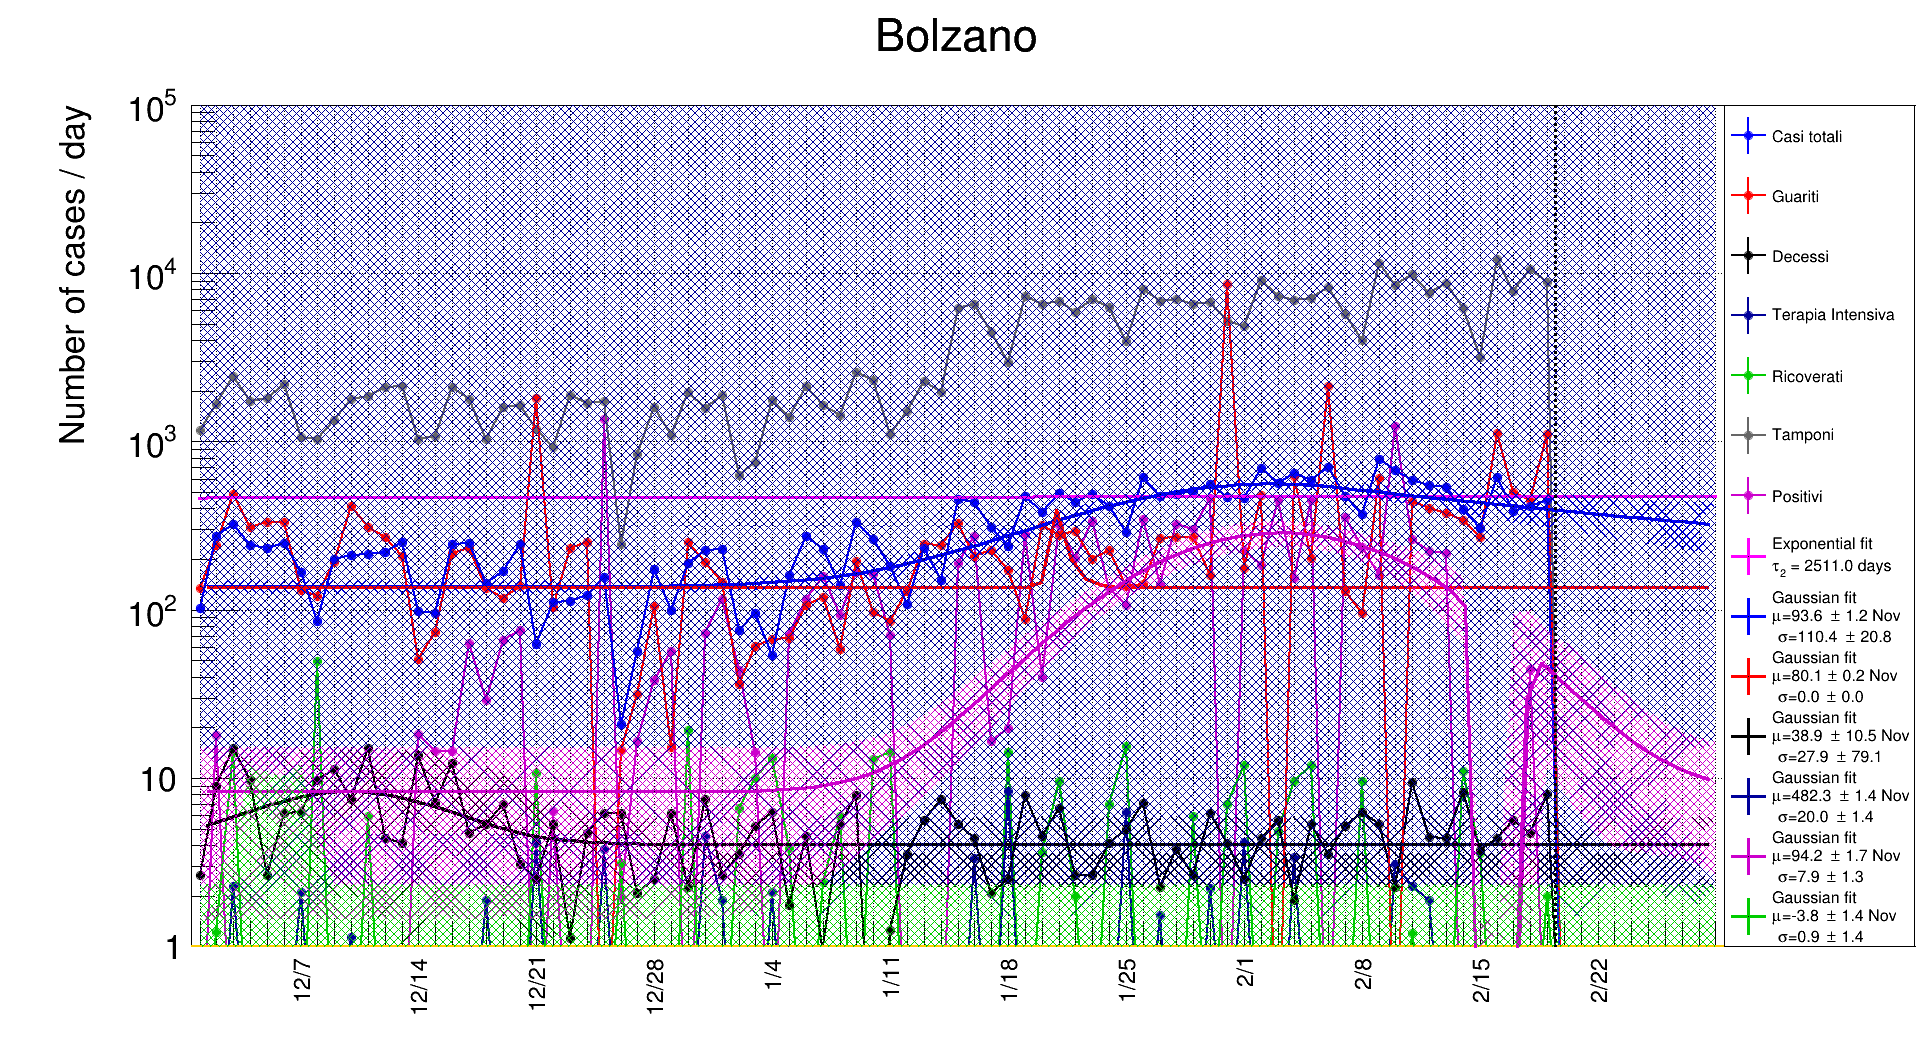 Bolzano
Number of cases / day
10^5
10^4
10^3
10^2
10
1
12/7
12/14
12/21
12/28
1/4
1/11
1/18
1/25
2/1
2/8
2/15
2/22
Casi totali
Guariti
Decessi
Terapia Intensiva
Ricoverati
Tamponi
Positivi
Exponential fit
τ_2 = 2511.0 days
Gaussian fit
μ=93.6 ± 1.2 Nov
σ=110.4 ± 20.8
Gaussian fit
μ=80.1 ± 0.2 Nov
σ=0.0 ± 0.0
Gaussian fit
μ=38.9 ± 10.5 Nov
σ=27.9 ± 79.1
Gaussian fit
μ=482.3 ± 1.4 Nov
σ=20.0 ± 1.4
Gaussian fit
μ=94.2 ± 1.7 Nov
σ=7.9 ± 1.3
Gaussian fit
μ=-3.8 ± 1.4 Nov
σ=0.9 ± 1.4